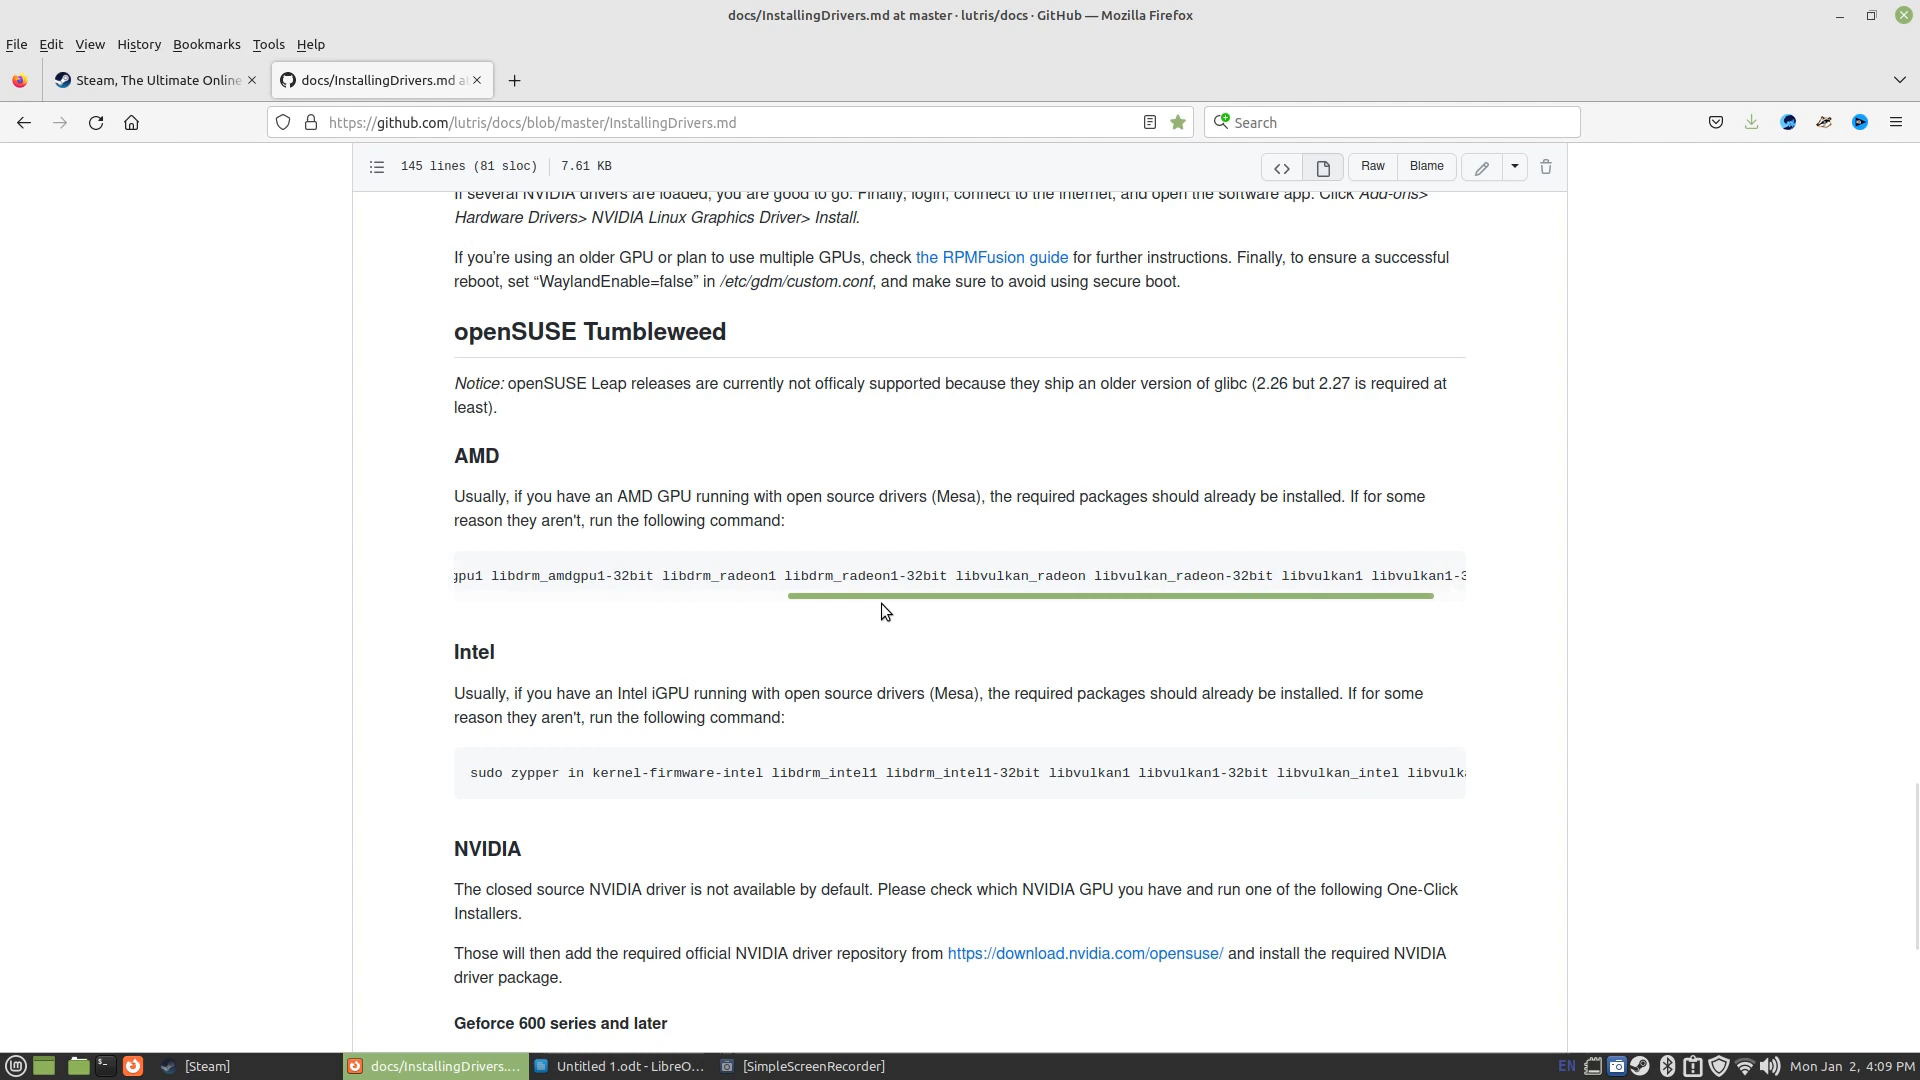 docs/InstallingDrivers.md at master · lutris/docs · GitHub — Mozilla Firefox
File Edit View History Bookmarks Tools Help
Steam, The Ultimate Online
docs/InstallingDrivers.md a
https://github.com/lutris/docs/blob/master/InstallingDrivers.md
Search
145 lines (81 sloc) 7.61 KB
Raw Blame
If several NVIDIA drivers are loaded, you are good to go. Finally, login, connect to the internet, and open the software app. Click Add-ons>
Hardware Drivers> NVIDIA Linux Graphics Driver> Install.
If you’re using an older GPU or plan to use multiple GPUs, check the RPMFusion guide for further instructions. Finally, to ensure a successful
reboot, set “WaylandEnable=false” in /etc/gdm/custom.conf, and make sure to avoid using secure boot.
openSUSE Tumbleweed
Notice: openSUSE Leap releases are currently not officaly supported because they ship an older version of glibc (2.26 but 2.27 is required at
least).
AMD
Usually, if you have an AMD GPU running with open source drivers (Mesa), the required packages should already be installed. If for some
reason they aren't, run the following command:
gpu1 libdrm_amdgpu1-32bit libdrm_radeon1 libdrm_radeon1-32bit libvulkan_radeon libvulkan_radeon-32bit libvulkan1 libvulkan1-3
Intel
Usually, if you have an Intel iGPU running with open source drivers (Mesa), the required packages should already be installed. If for some
reason they aren't, run the following command:
sudo zypper in kernel-firmware-intel libdrm_intel1 libdrm_intel1-32bit libvulkan1 libvulkan1-32bit libvulkan_intel libvulka
NVIDIA
The closed source NVIDIA driver is not available by default. Please check which NVIDIA GPU you have and run one of the following One-Click
Installers.
Those will then add the required official NVIDIA driver repository from https://download.nvidia.com/opensuse/ and install the required NVIDIA
driver package.
Geforce 600 series and later
[Steam]
docs/InstallingDrivers....
Untitled 1.odt - LibreO...
[SimpleScreenRecorder]
EN
Mon Jan 2, 4:09 PM